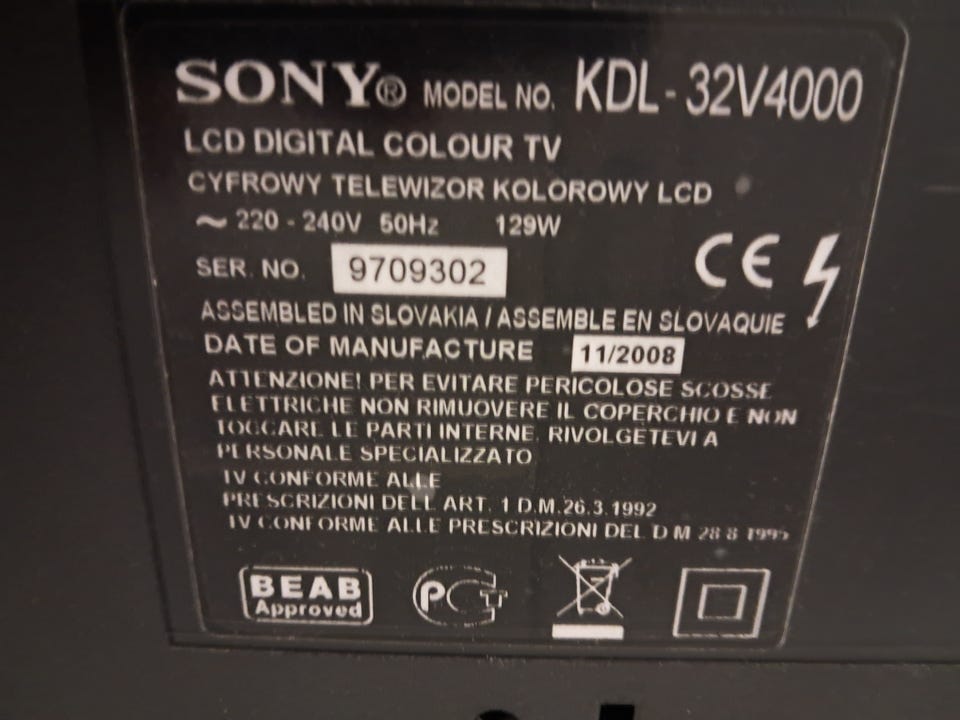 SONY® MODEL NO. KDL-32V4000
LCD DIGITAL COLOUR TV
CYFROWY TELEWIZOR KOLOROWY LCD
~ 220 - 240V 50Hz 129W
CE
SER. NO. 9709302
ASSEMBLED IN SLOVAKIA / ASSEMBLE EN SLOVAQUIE
DATE OF MANUFACTURE 11/2008
ATTENZIONE! PER EVITARE PERICOLOSE SCOSSE
ELETTRICHE NON RIMUOVERE IL COPERCHIO E NON
TOCCARE LE PARTI INTERNE, RIVOLGETEVI A
PERSONALE SPECIALIZZATO
TV CONFORME ALLE
PRESCRIZIONI DELL ART. 1 D.M.26.3.1992
TV CONFORME ALLE PRESCRIZIONI DEL D M 28 8 1995
BEAB
Approved
РСТ